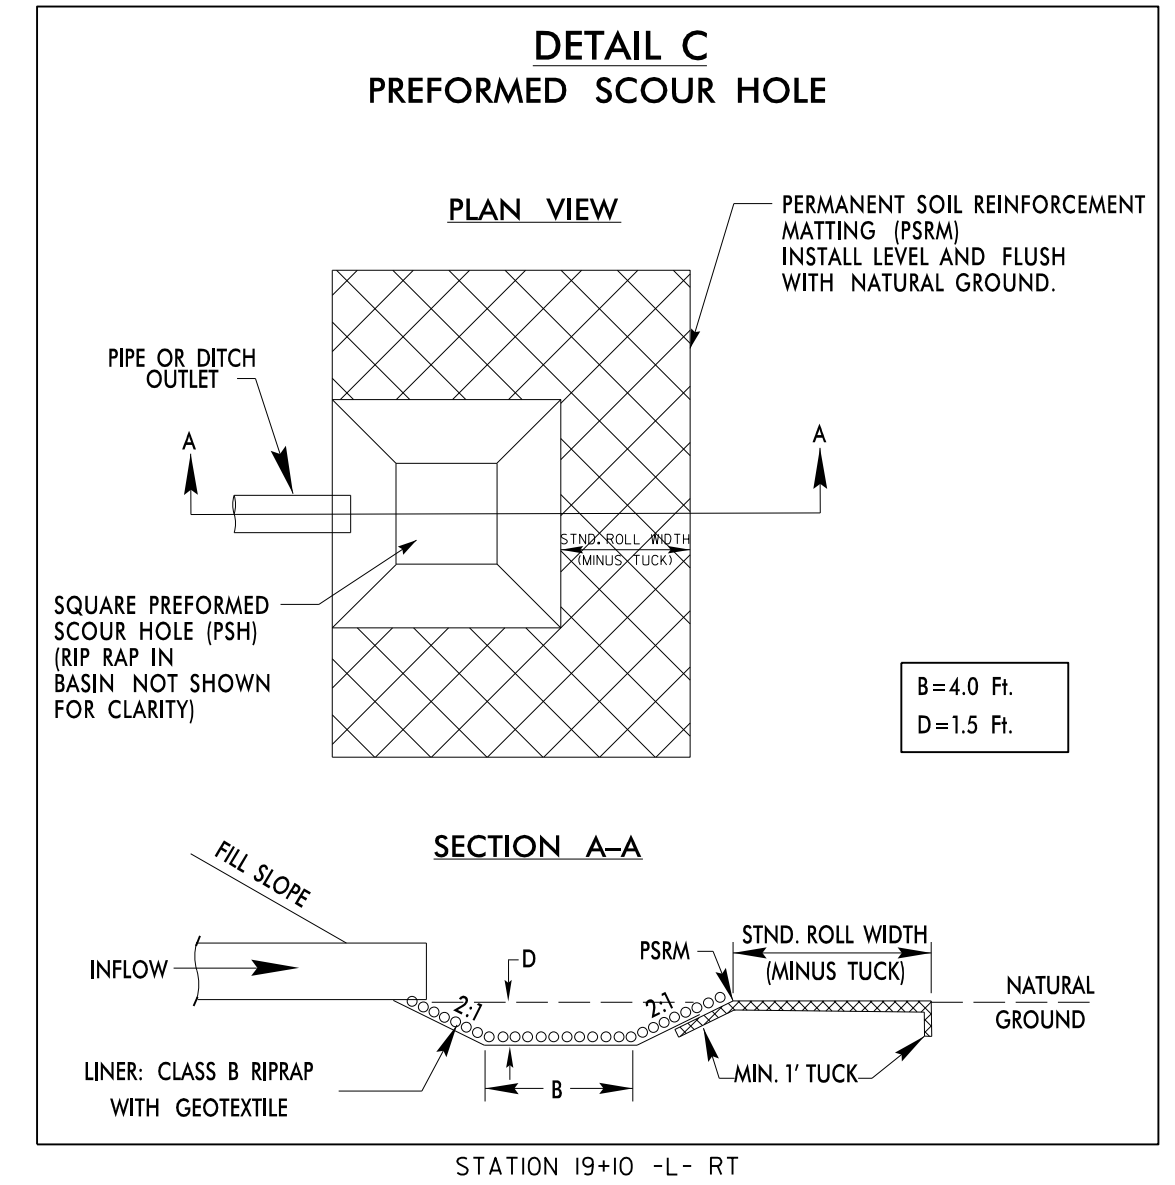 DETAIL C
PREFORMED SCOUR HOLE
PLAN VIEW
PERMANENT SOIL REINFORCEMENT
MATTING (PSRM)
INSTALL LEVEL AND FLUSH
WITH NATURAL GROUND.
PIPE OR DITCH
OUTLET
A
A
STND. ROLL WIDTH
(MINUS TUCK)
SQUARE PREFORMED
SCOUR HOLE (PSH)
(RIP RAP IN
BASIN NOT SHOWN
FOR CLARITY)
B=4.0 Ft.
D=1.5 Ft.
SECTION A-A
FILL SLOPE
INFLOW
D
PSRM
STND. ROLL WIDTH
(MINUS TUCK)
NATURAL
GROUND
2:1
2:1
LINER: CLASS B RIPRAP
WITH GEOTEXTILE
B
MIN. 1' TUCK
STATION 19+10 -L- RT